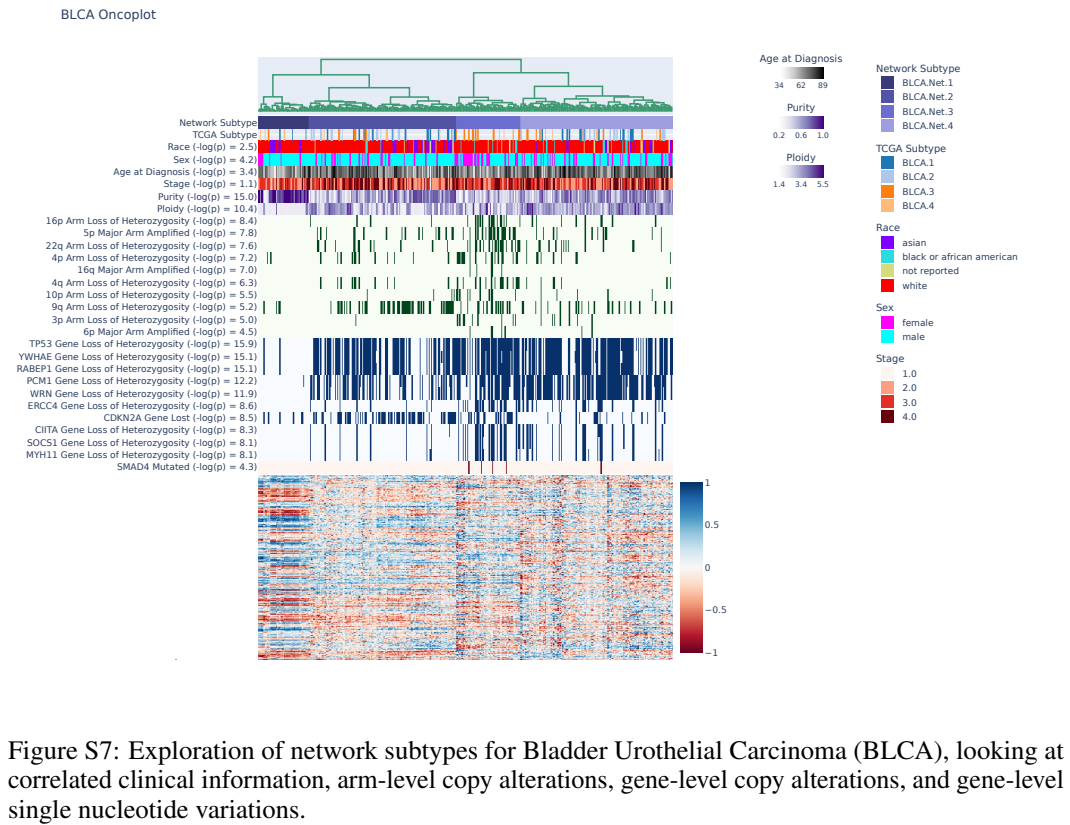 BLCA Oncoplot
Network Subtype
TCGA Subtype
Race (-log(p) = 2.5)
Sex (-log(p) = 4.2)
Age at Diagnosis (-log(p) = 3.4)
Stage (-log(p) = 1.1)
Purity (-log(p) = 15.0)
Ploidy (-log(p) = 10.4)
16p Arm Loss of Heterozygosity (-log(p) = 8.4)
5p Major Arm Amplified (-log(p) = 7.8)
22q Arm Loss of Heterozygosity (-log(p) = 7.6)
4p Arm Loss of Heterozygosity (-log(p) = 7.2)
16q Major Arm Amplified (-log(p) = 7.0)
4q Arm Loss of Heterozygosity (-log(p) = 6.3)
10p Arm Loss of Heterozygosity (-log(p) = 5.5)
9q Arm Loss of Heterozygosity (-log(p) = 5.2)
3p Arm Loss of Heterozygosity (-log(p) = 5.0)
6p Major Arm Amplified (-log(p) = 4.5)
TP53 Gene Loss of Heterozygosity (-log(p) = 15.9)
YWHAE Gene Loss of Heterozygosity (-log(p) = 15.1)
RABEP1 Gene Loss of Heterozygosity (-log(p) = 15.1)
PCM1 Gene Loss of Heterozygosity (-log(p) = 12.2)
WRN Gene Loss of Heterozygosity (-log(p) = 11.9)
ERCC4 Gene Loss of Heterozygosity (-log(p) = 8.6)
CDKN2A Gene Lost (-log(p) = 8.5)
CIITA Gene Loss of Heterozygosity (-log(p) = 8.3)
SOCS1 Gene Loss of Heterozygosity (-log(p) = 8.1)
MYH11 Gene Loss of Heterozygosity (-log(p) = 8.1)
SMAD4 Mutated (-log(p) = 4.3)
1
0.5
0
−0.5
−1
Age at Diagnosis
34 62 89
Purity
0.2 0.6 1.0
Ploidy
1.4 3.4 5.5
Network Subtype
BLCA.Net.1
BLCA.Net.2
BLCA.Net.3
BLCA.Net.4
TCGA Subtype
BLCA.1
BLCA.2
BLCA.3
BLCA.4
Race
asian
black or african american
not reported
white
Sex
female
male
Stage
1.0
2.0
3.0
4.0
Figure S7: Exploration of network subtypes for Bladder Urothelial Carcinoma (BLCA), looking at
correlated clinical information, arm-level copy alterations, gene-level copy alterations, and gene-level
single nucleotide variations.